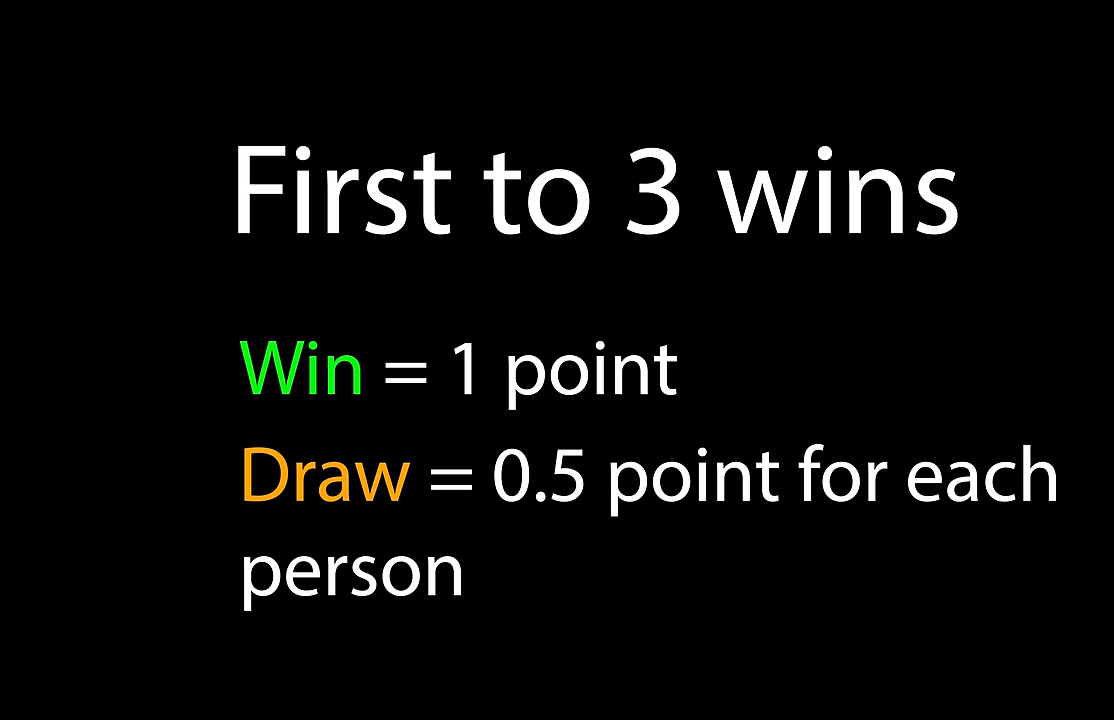 First to 3 wins
Win = 1 point
Draw = 0.5 point for each
person